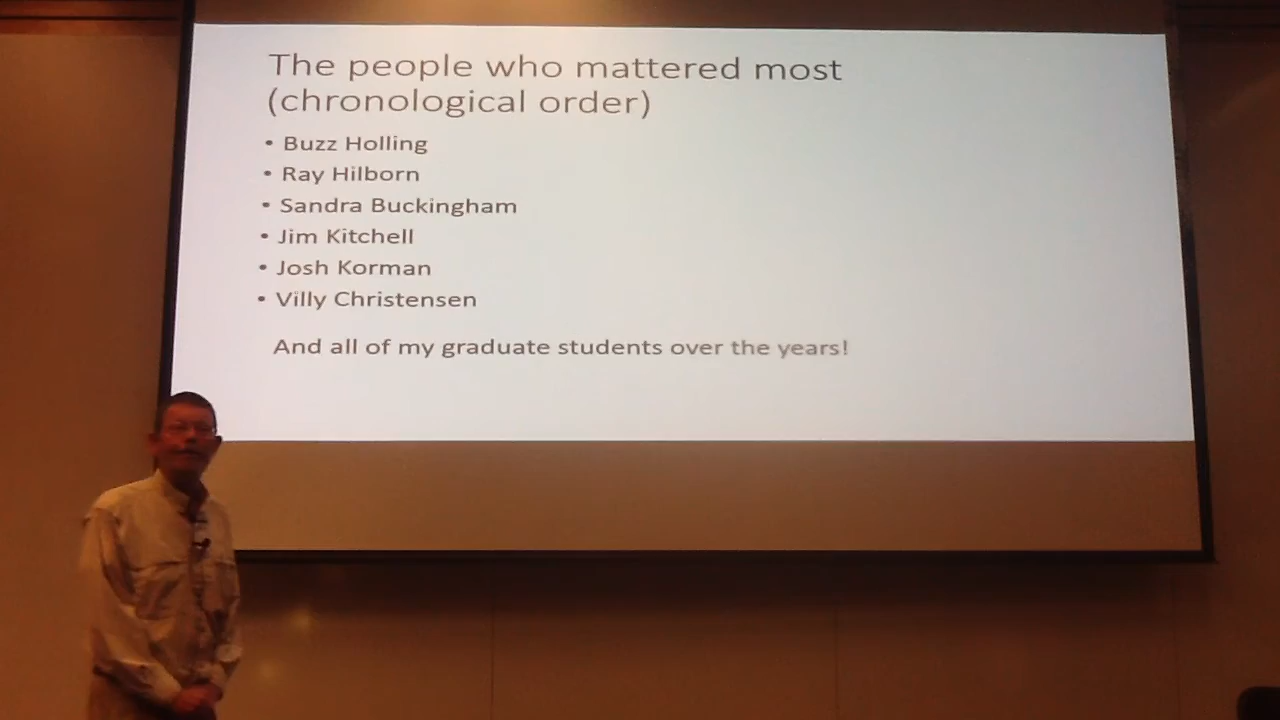 The people who mattered most
(chronological order)
• Buzz Holling
• Ray Hilborn
• Sandra Buckingham
• Jim Kitchell
• Josh Korman
• Villy Christensen
And all of my graduate students over the years!